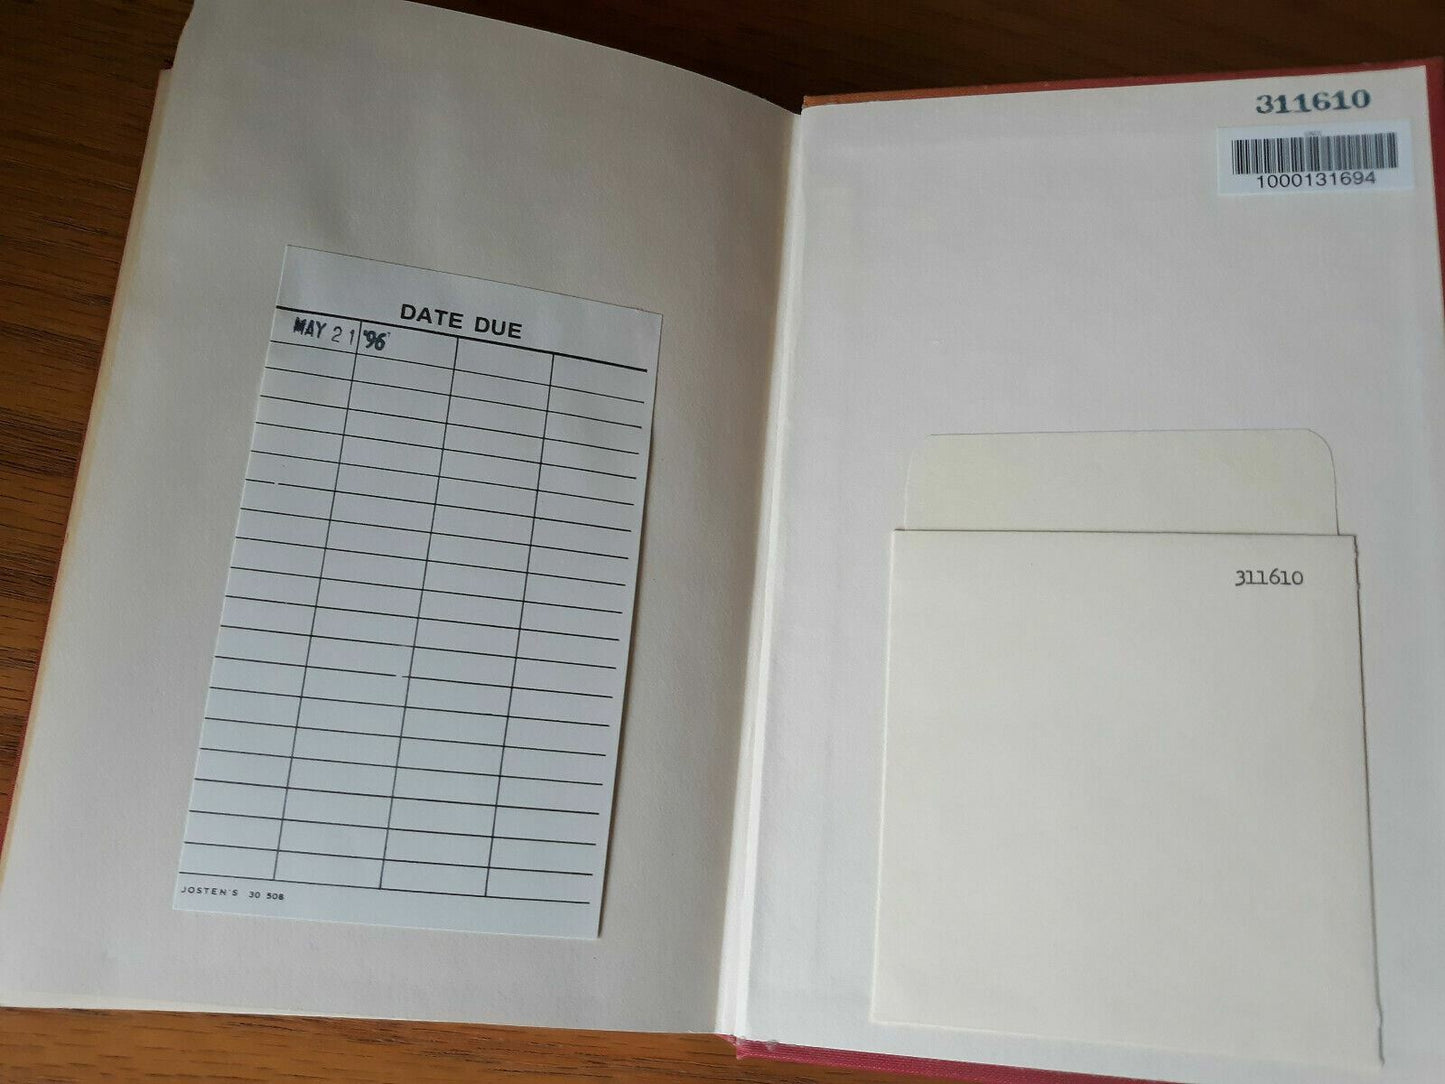 DATE DUE
MAY 21 '96
JOSTEN'S 30 508
311610
1000131694
311610